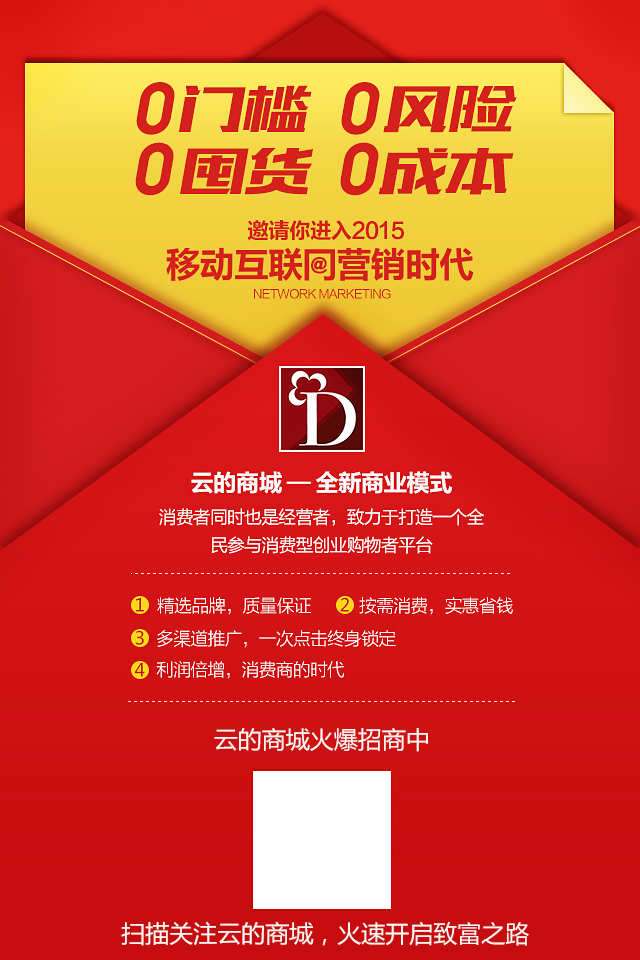 0门槛 0风险
0囤货 0成本
邀请你进入2015
移动互联@营销时代
NETWORK MARKETING
D
云的商城 — 全新商业模式
消费者同时也是经营者，致力于打造一个全
民参与消费型创业购物者平台
1 精选品牌，质量保证 2 按需消费，实惠省钱
3 多渠道推广，一次点击终身锁定
4 利润倍增，消费商的时代
云的商城火爆招商中
扫描关注云的商城，火速开启致富之路